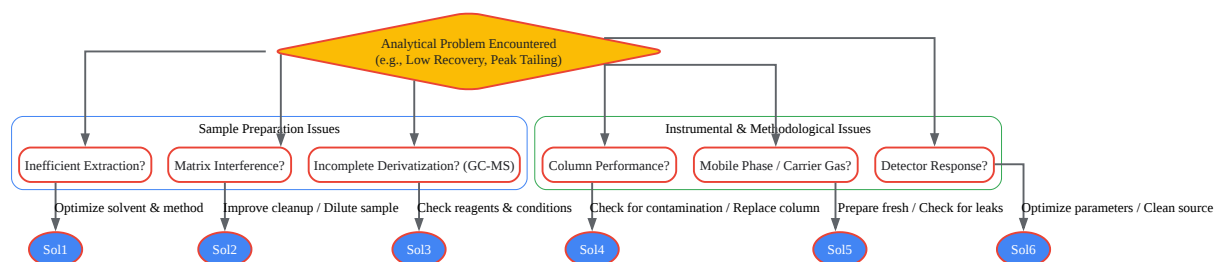 Analytical Problem Encountered
(e.g., Low Recovery, Peak Tailing)
Sample Preparation Issues
Instrumental & Methodological Issues
Inefficient Extraction?
Matrix Interference?
Incomplete Derivatization? (GC-MS)
Column Performance?
Mobile Phase / Carrier Gas?
Detector Response?
Optimize solvent & method
Improve cleanup / Dilute sample
Check reagents & conditions
Check for contamination / Replace column
Prepare fresh / Check for leaks
Optimize parameters / Clean source
Sol1
Sol2
Sol3
Sol4
Sol5
Sol6